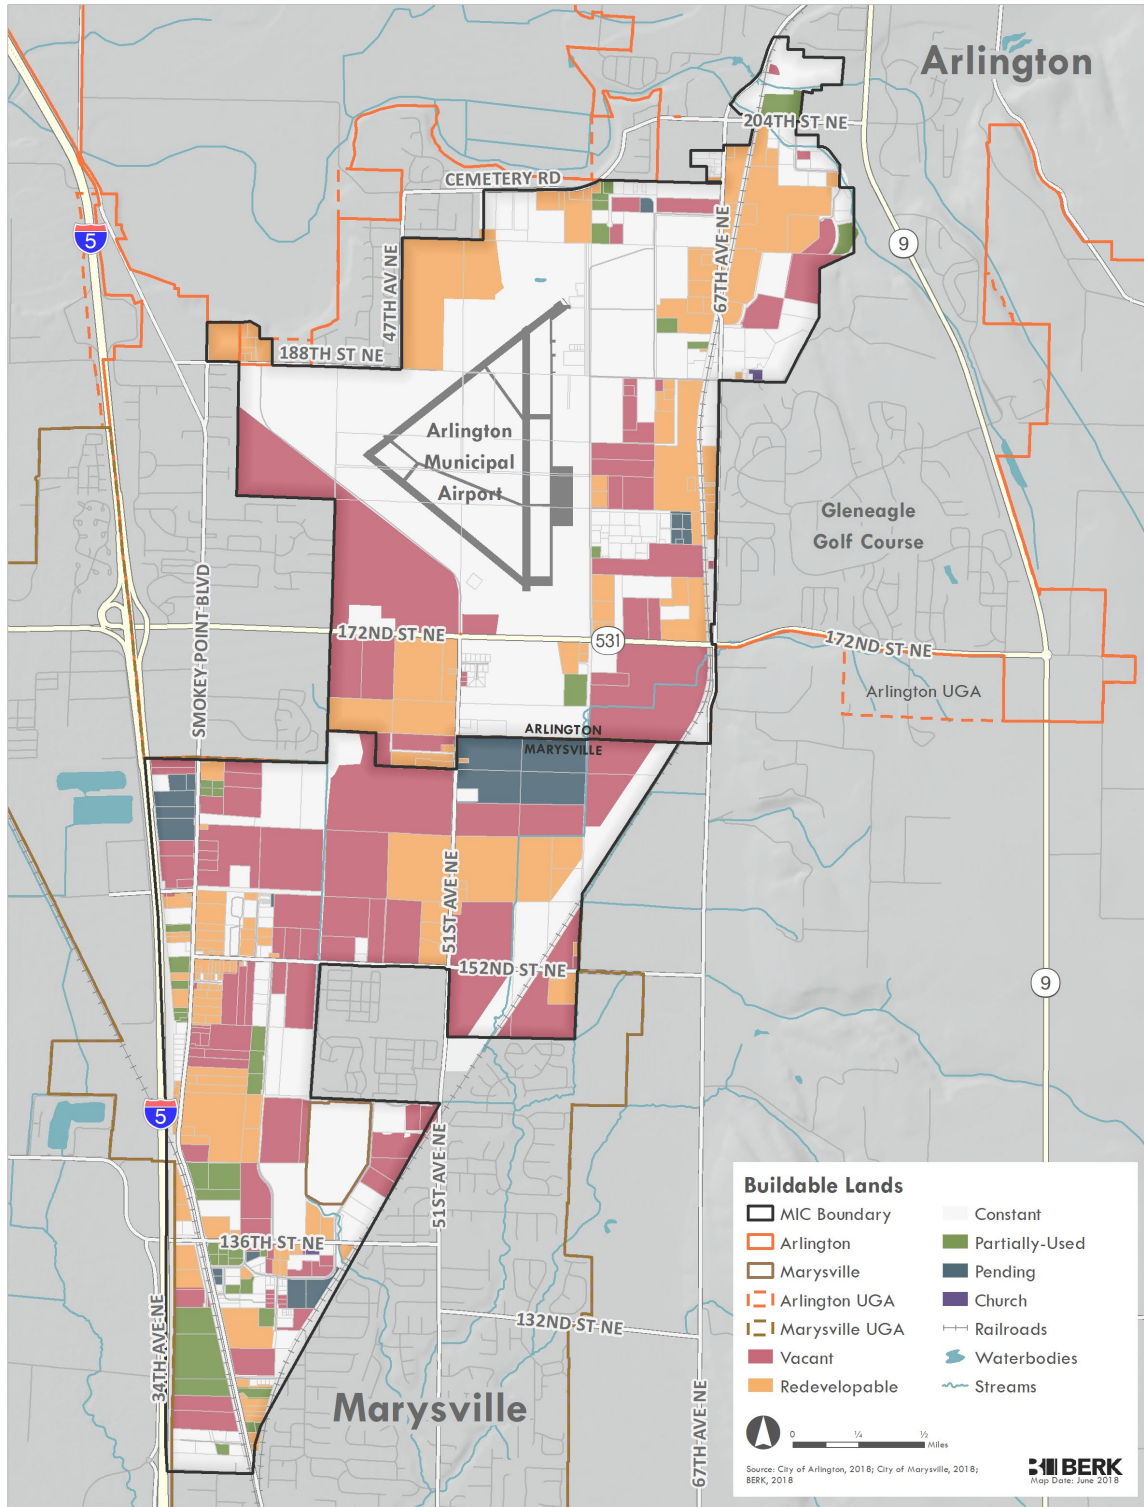 Arlington
204TH ST NE
CEMETERY RD
5
9
67TH AVE NE
47TH AV NE
188TH ST NE
Arlington
Municipal
Airport
Gleneagle
Golf Course
SMOKEY POINT BLVD
172ND ST NE
531
172ND ST NE
Arlington UGA
ARLINGTON
MARYSVILLE
51ST AVE NE
152ND ST NE
9
5
51ST AVE NE
136TH ST NE
34TH AVE NE
132ND ST NE
Marysville
67TH AVE NE
Buildable Lands
MIC Boundary
Arlington
Marysville
Arlington UGA
Marysville UGA
Vacant
Redevelopable
Constant
Partially-Used
Pending
Church
Railroads
Waterbodies
Streams
0 ¼ ½
Miles
Source: City of Arlington, 2018; City of Marysville, 2018;
BERK, 2018
BERK
Map Date: June 2018